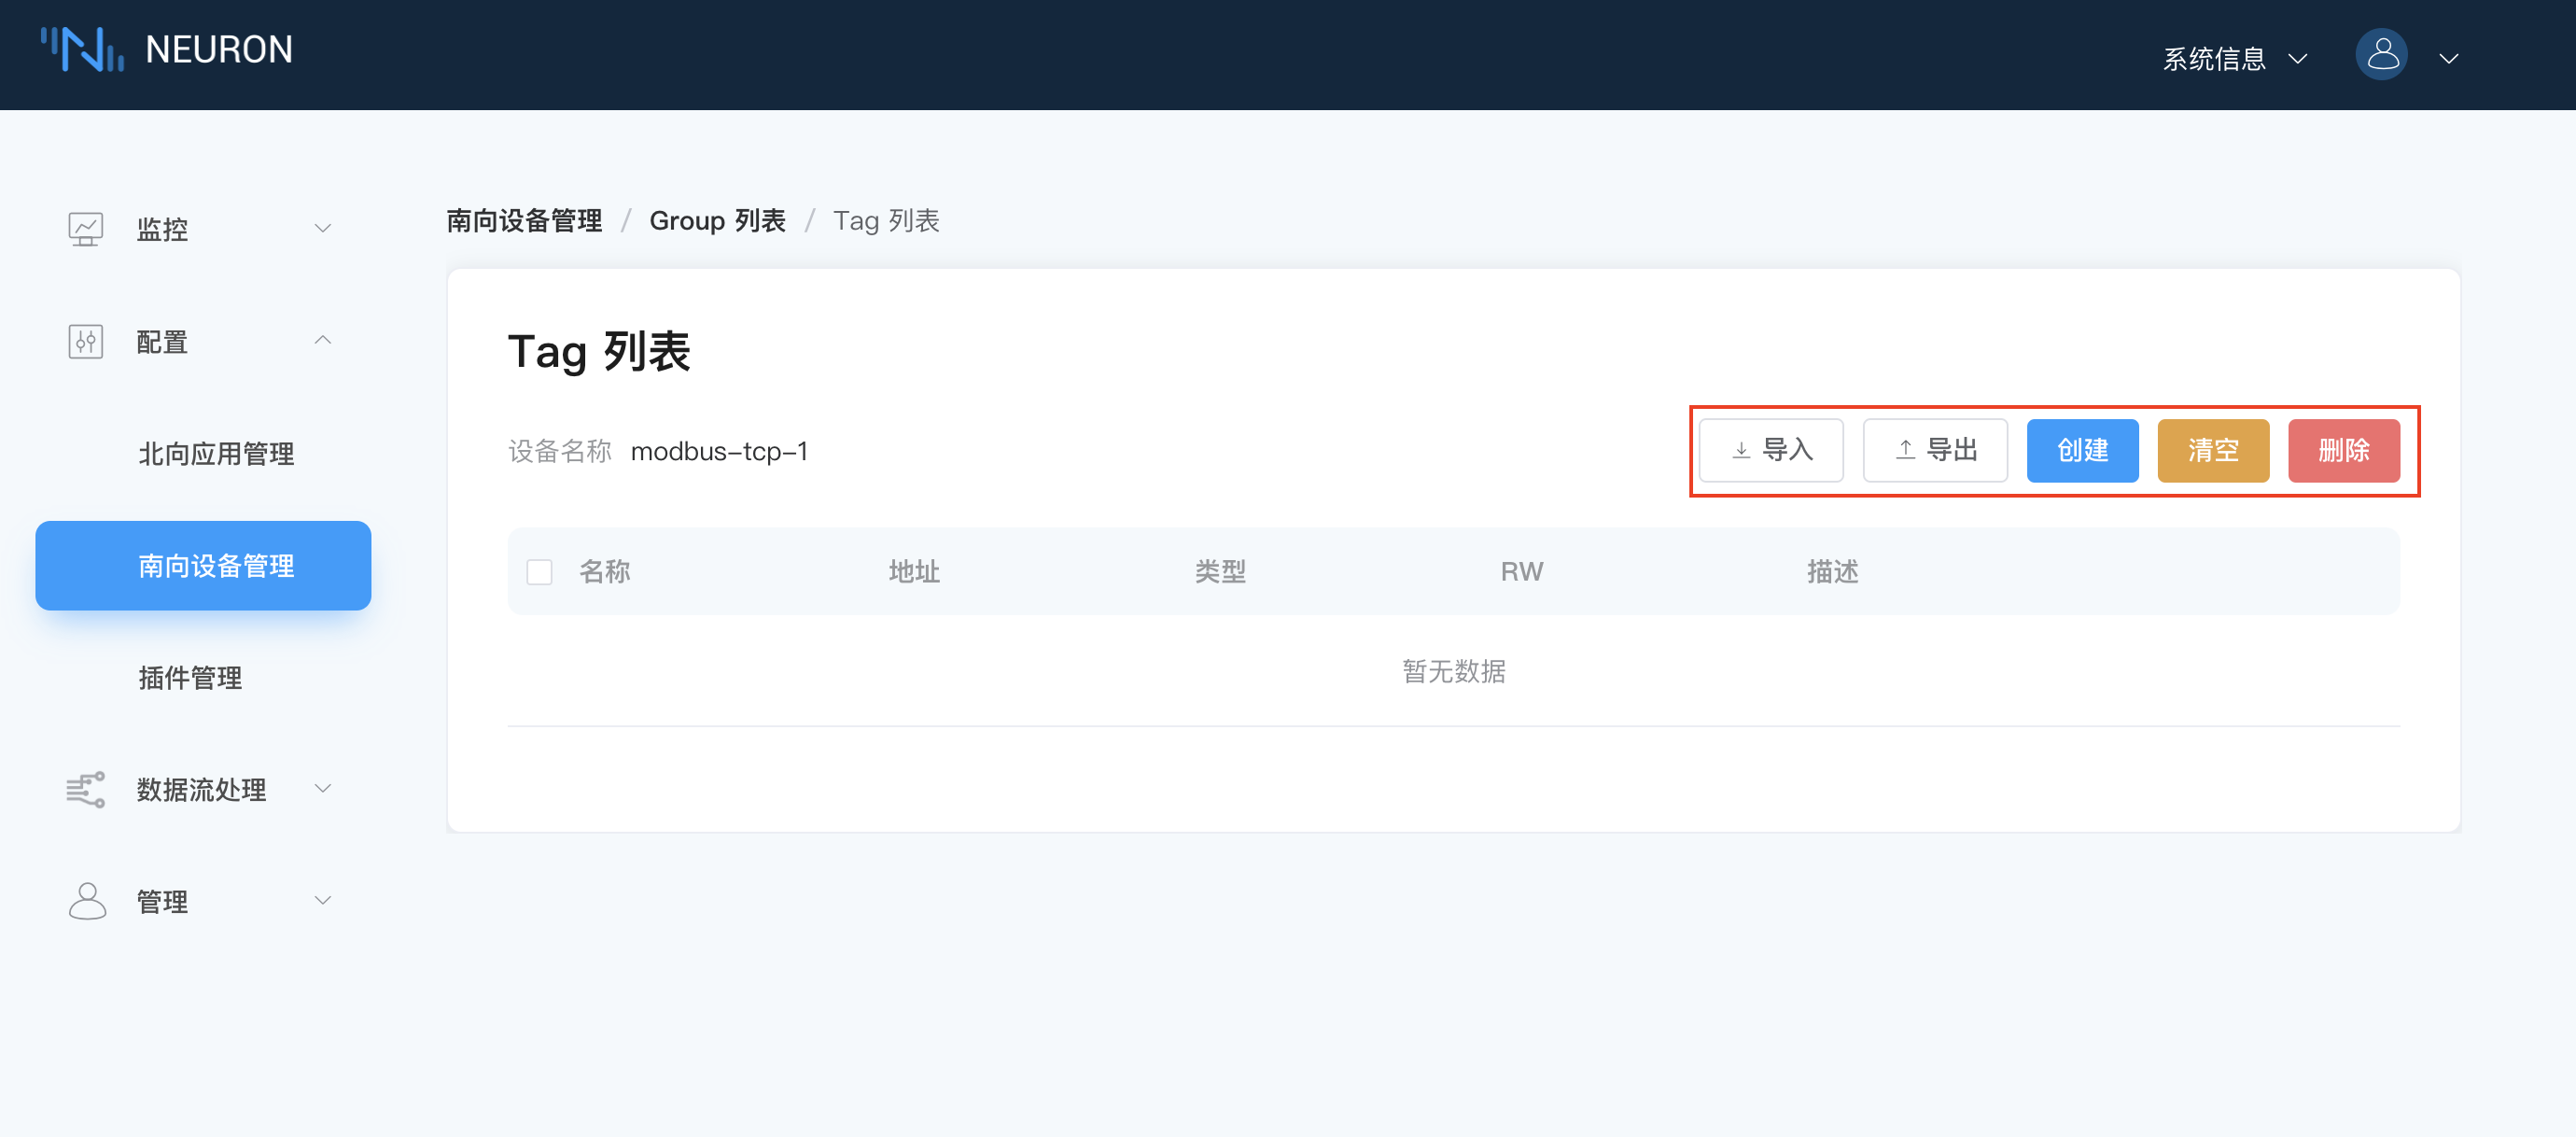 NEURON
系统信息
监控
配置
北向应用管理
南向设备管理
插件管理
数据流处理
管理
南向设备管理 / Group 列表 / Tag 列表
Tag 列表
设备名称 modbus-tcp-1
导入 导出 创建 清空 删除
名称 地址 类型 RW 描述
暂无数据